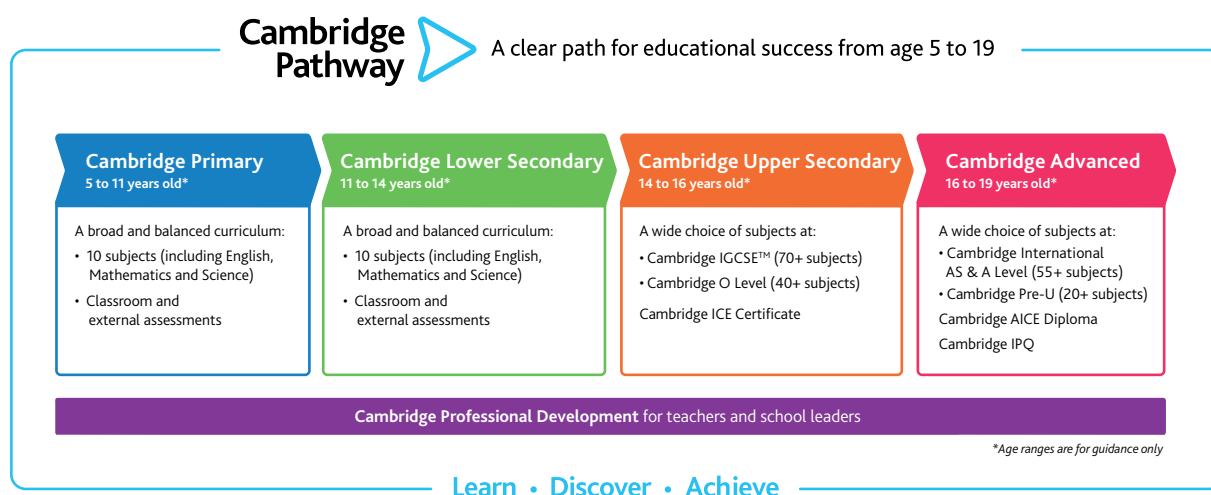 Cambridge
Pathway
A clear path for educational success from age 5 to 19
Cambridge Primary
5 to 11 years old*
A broad and balanced curriculum:
• 10 subjects (including English,
Mathematics and Science)
• Classroom and
external assessments
Cambridge Lower Secondary
11 to 14 years old*
A broad and balanced curriculum:
• 10 subjects (including English,
Mathematics and Science)
• Classroom and
external assessments
Cambridge Upper Secondary
14 to 16 years old*
A wide choice of subjects at:
• Cambridge IGCSE™ (70+ subjects)
• Cambridge O Level (40+ subjects)
Cambridge ICE Certificate
Cambridge Advanced
16 to 19 years old*
A wide choice of subjects at:
• Cambridge International
AS & A Level (55+ subjects)
• Cambridge Pre-U (20+ subjects)
Cambridge AICE Diploma
Cambridge IPQ
Cambridge Professional Development for teachers and school leaders
*Age ranges are for guidance only
Learn • Discover • Achieve